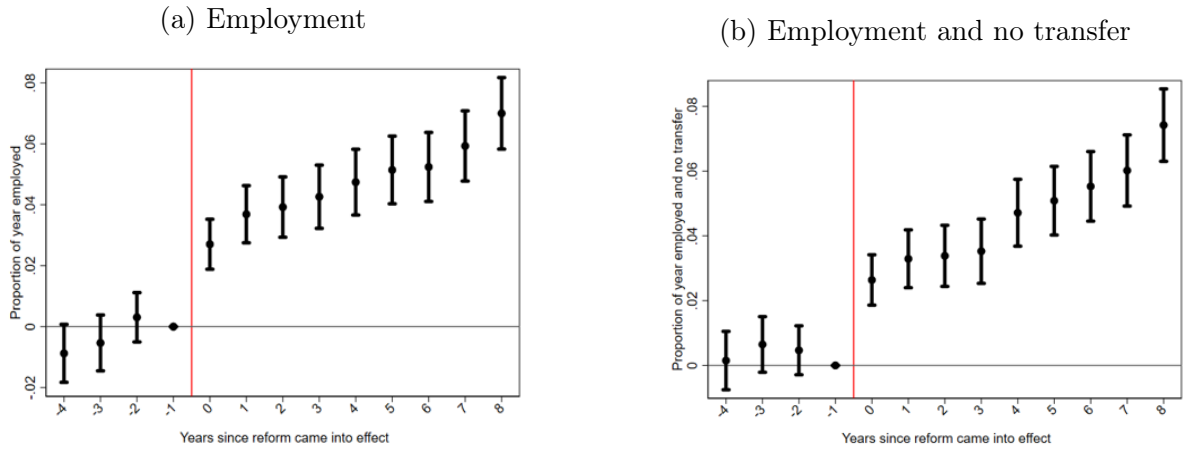 (a) Employment
Proportion of year employed
.08
.06
.04
.02
0
-.02
-4 -3 -2 -1 0 1 2 3 4 5 6 7 8
Years since reform came into effect
(b) Employment and no transfer
Proportion of year employed and no transfer
.08
.06
.04
.02
0
-4 -3 -2 -1 0 1 2 3 4 5 6 7 8
Years since reform came into effect